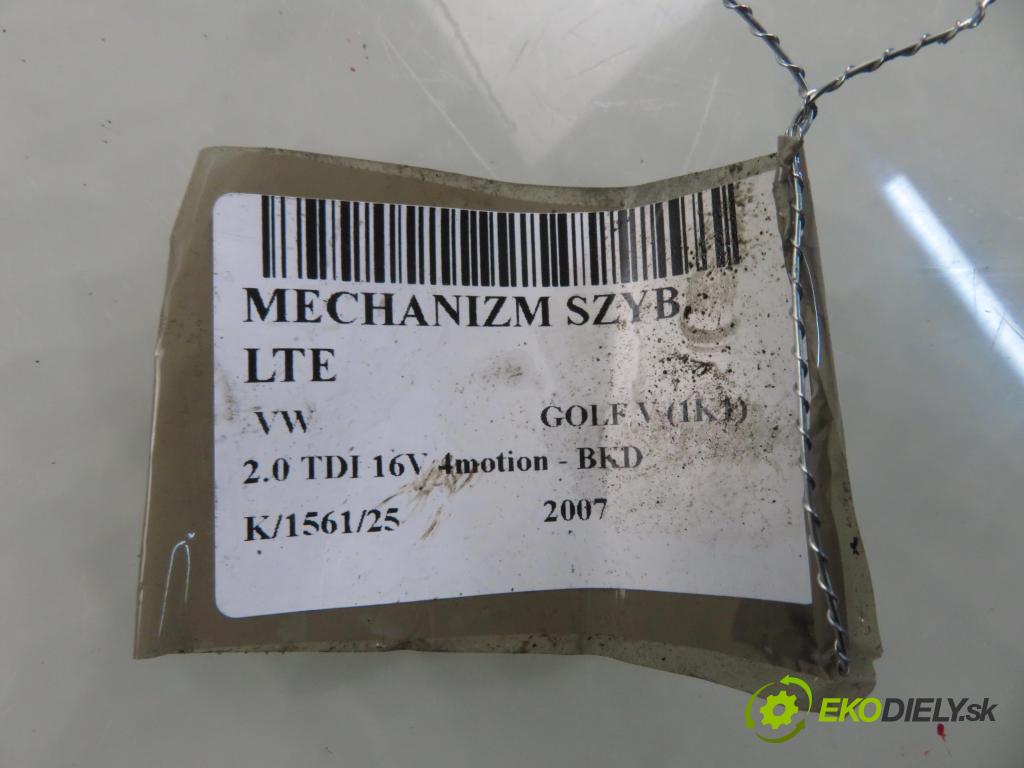 MECHANIZM SZYB
LTE
VW GOLF V (1K1)
2.0 TDI 16V 4motion - BKD
K/1561/25 2007
EKODIELY.sk